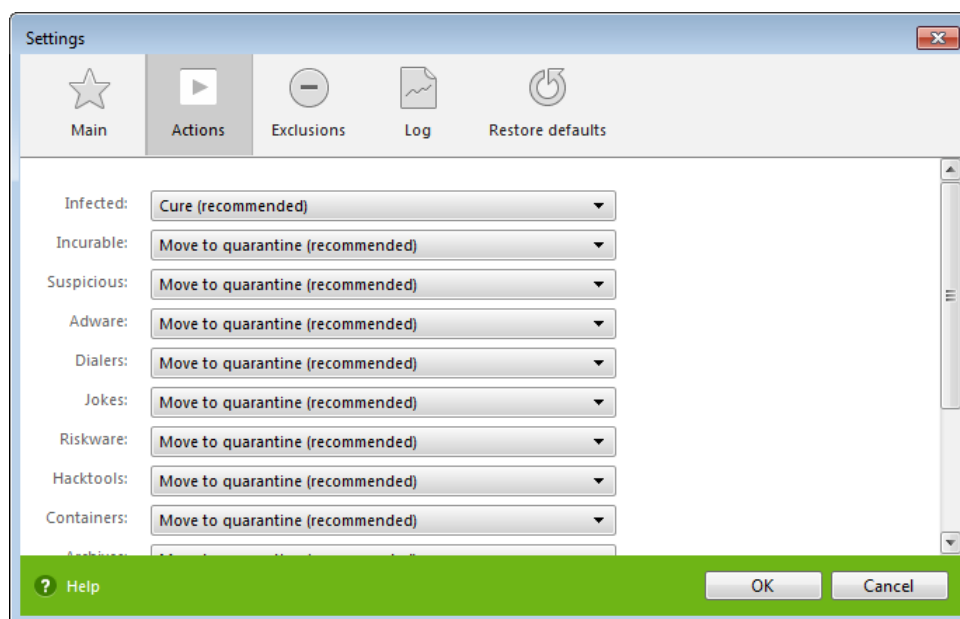 Settings
Main Actions Exclusions Log Restore defaults
Infected: Cure (recommended)
Incurable: Move to quarantine (recommended)
Suspicious: Move to quarantine (recommended)
Adware: Move to quarantine (recommended)
Dialers: Move to quarantine (recommended)
Jokes: Move to quarantine (recommended)
Riskware: Move to quarantine (recommended)
Hacktools: Move to quarantine (recommended)
Containers: Move to quarantine (recommended)
? Help OK Cancel